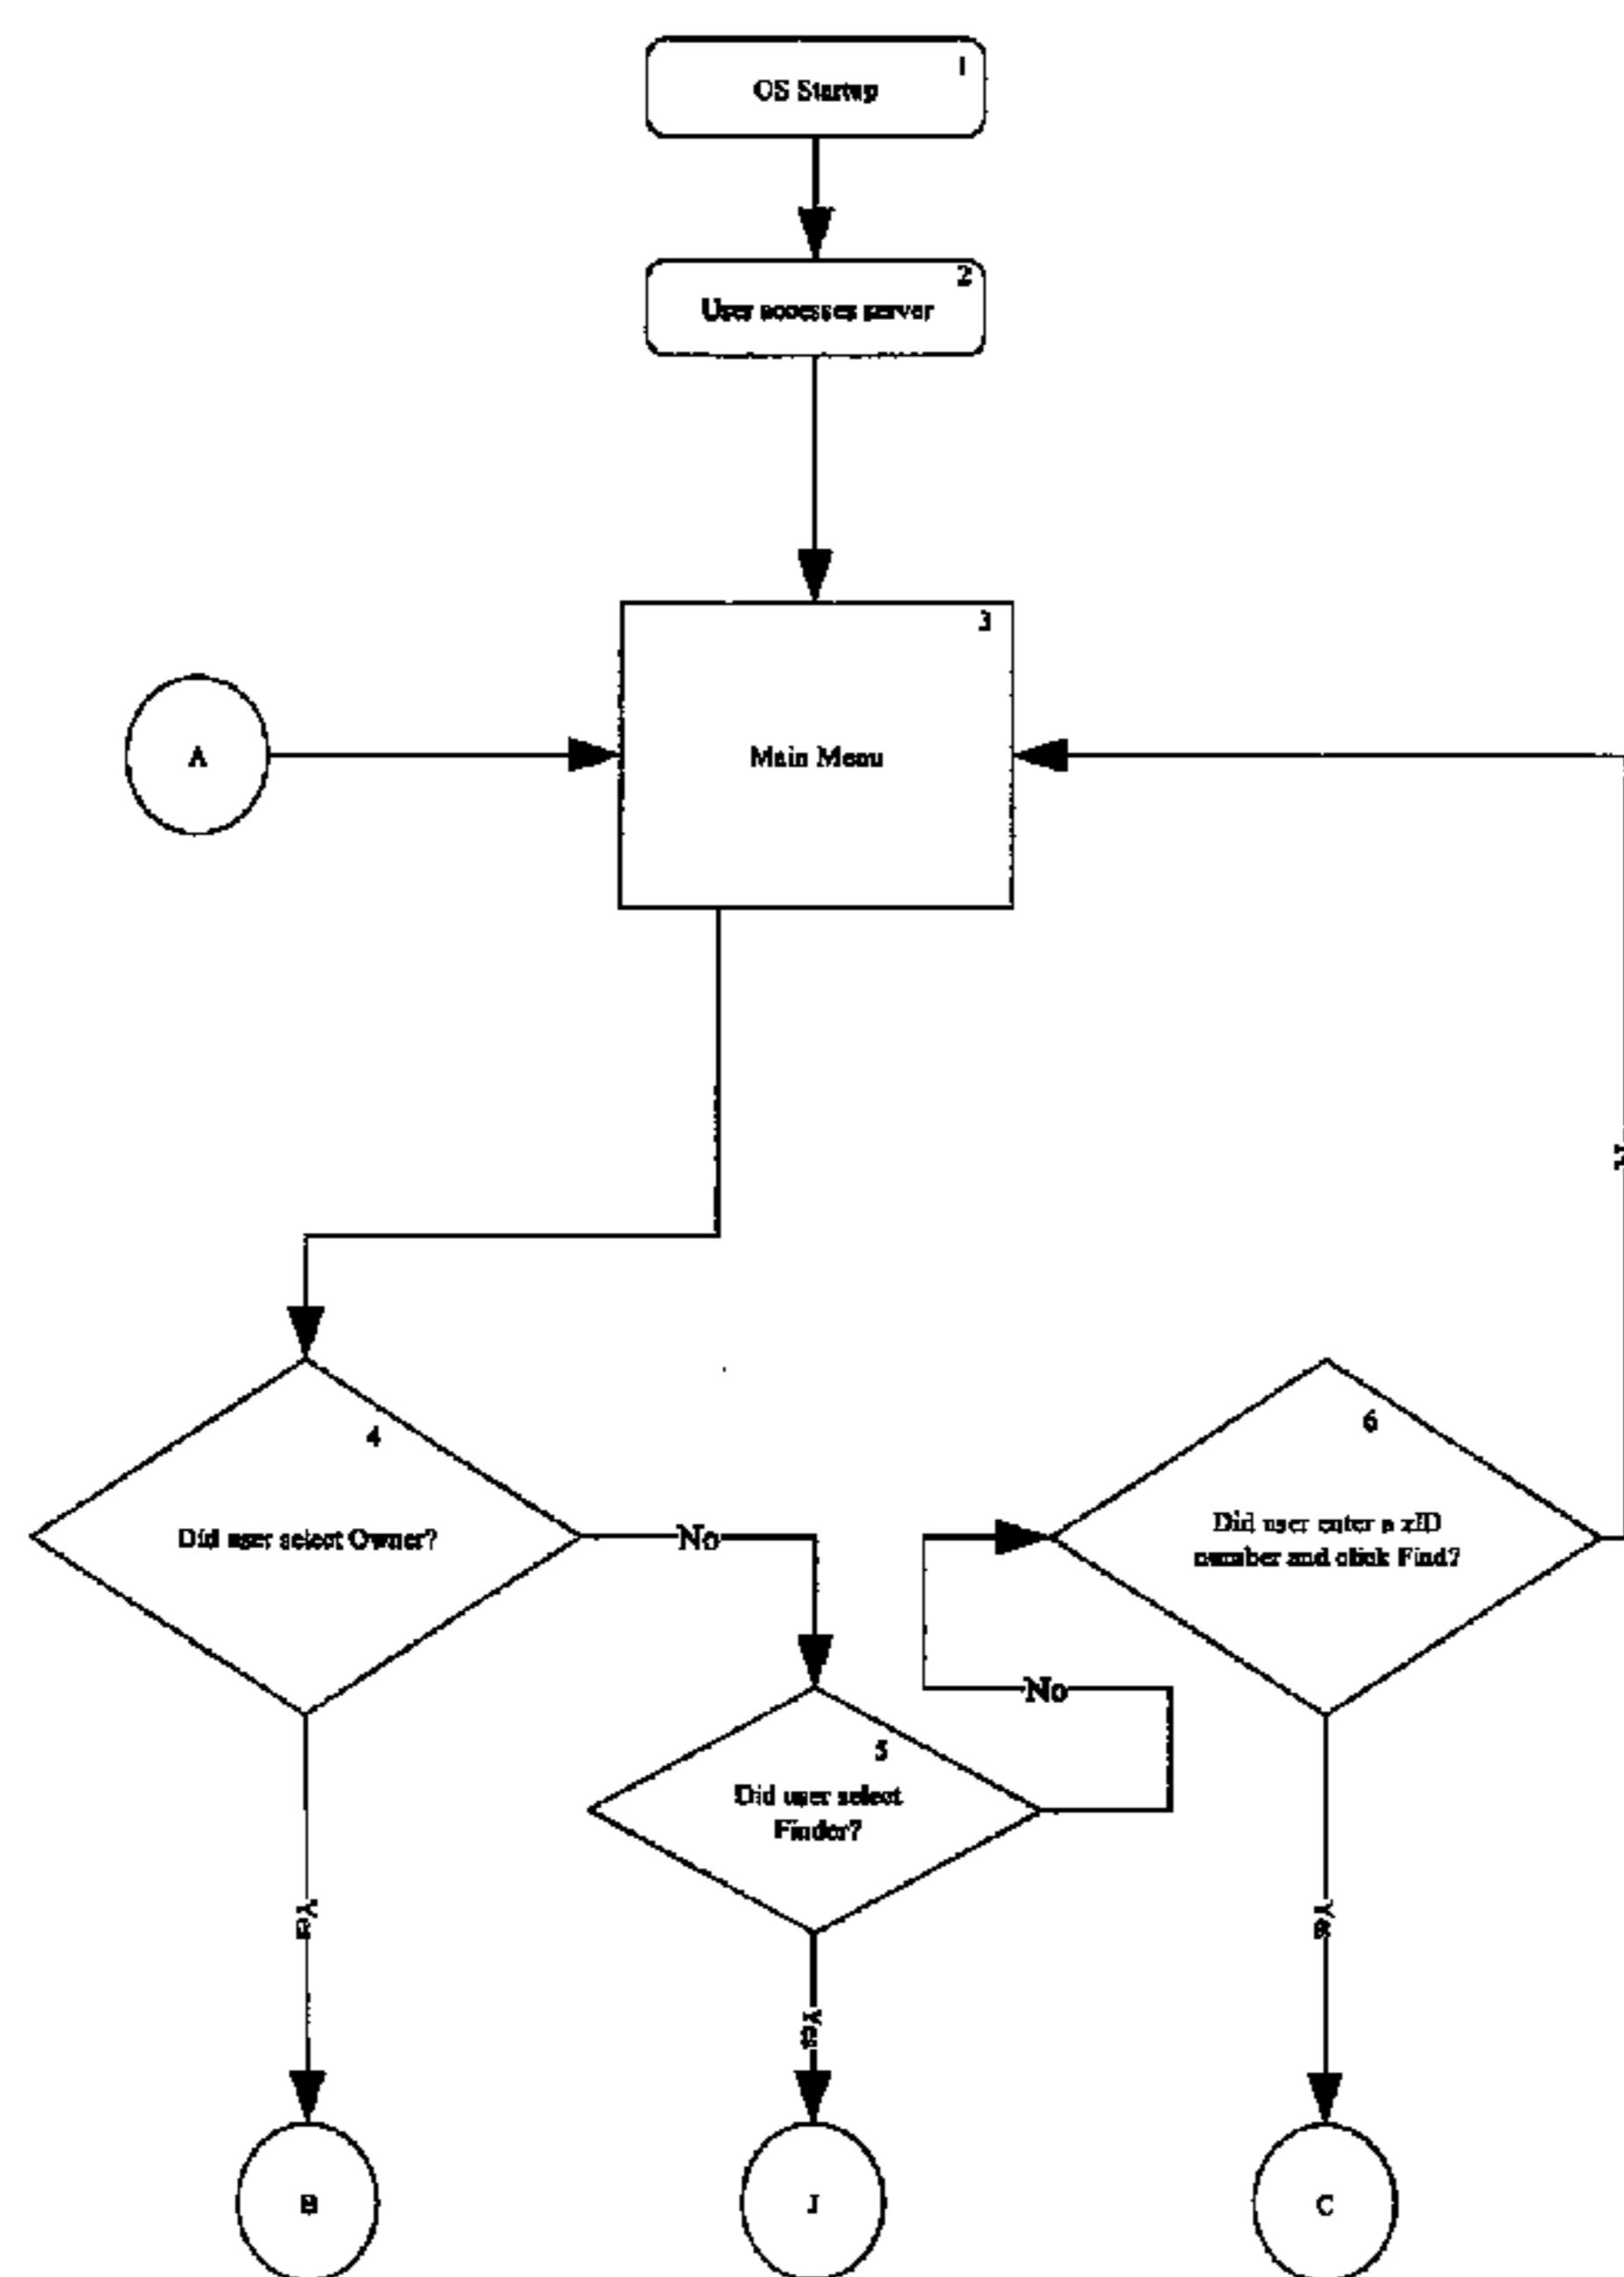 1
OS Startup
2
User accesses server
3
A
Main Menu
4
6
Did user select Owner?
No
Did user enter a zID
number and click Find?
No
5
Did user select
Finder?
Yes
Yes
Yes
B
J
C